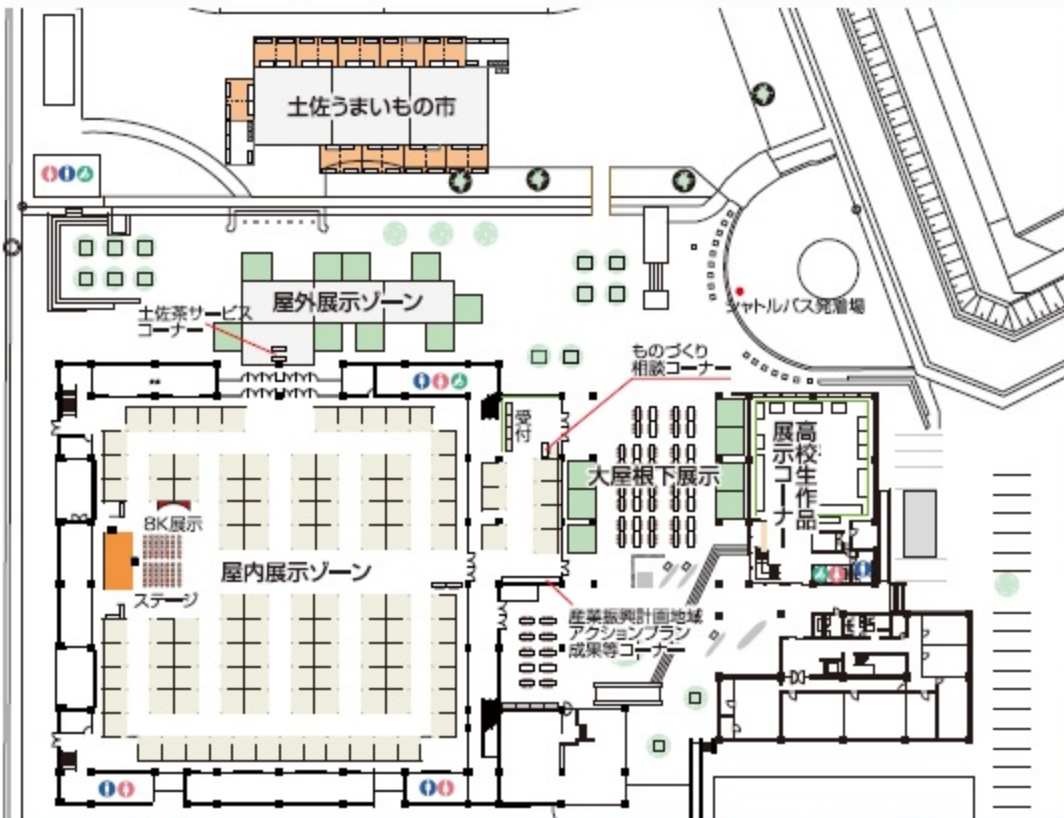 土佐うまいもの市
屋外展示ゾーン
土佐茶サービス
コーナー
シャトルバス発着場
ものづくり
相談コーナー
受付
大屋根下展示
高校生作品
展示コーナー
8K展示
屋内展示ゾーン
ステージ
産業振興計画地域
アクションプラン
成果等コーナー